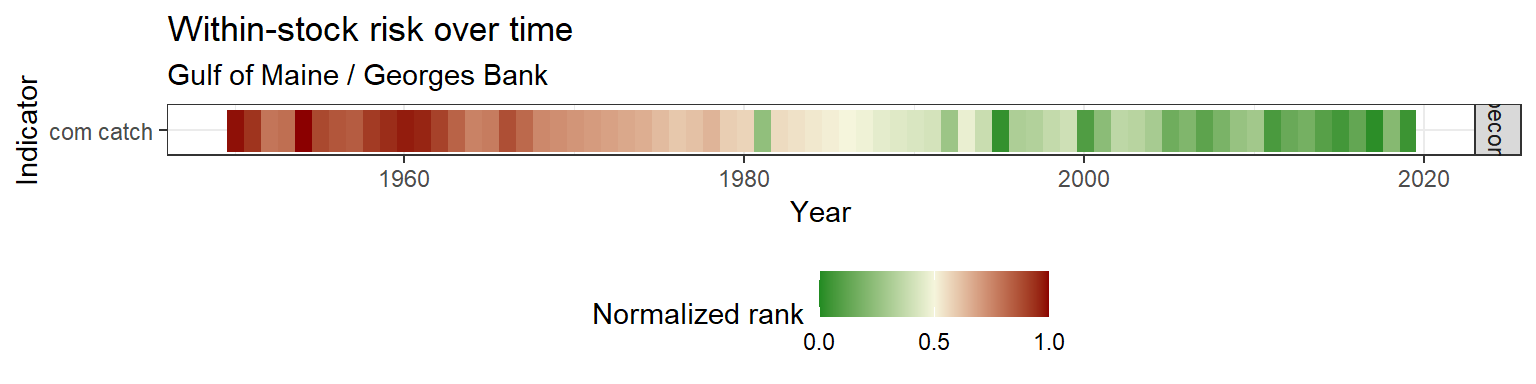 Within-stock risk over time
Gulf of Maine / Georges Bank
Indicator
com catch
1960 1980 2000 2020
Year
Normalized rank
0.0 0.5 1.0